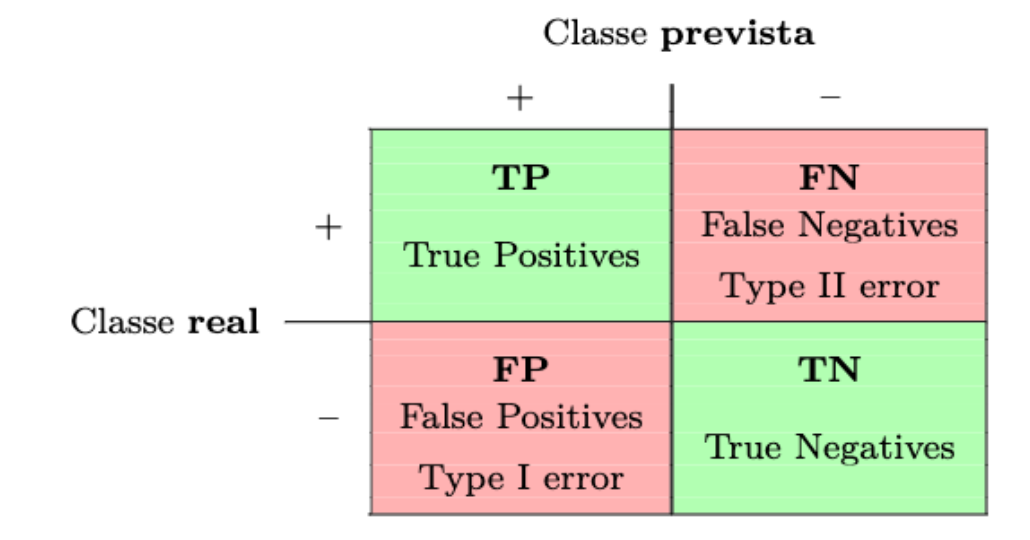 Classe prevista
+ −
TP FN
+
False Negatives
True Positives
Type II error
Classe real
FP TN
− False Positives
True Negatives
Type I error